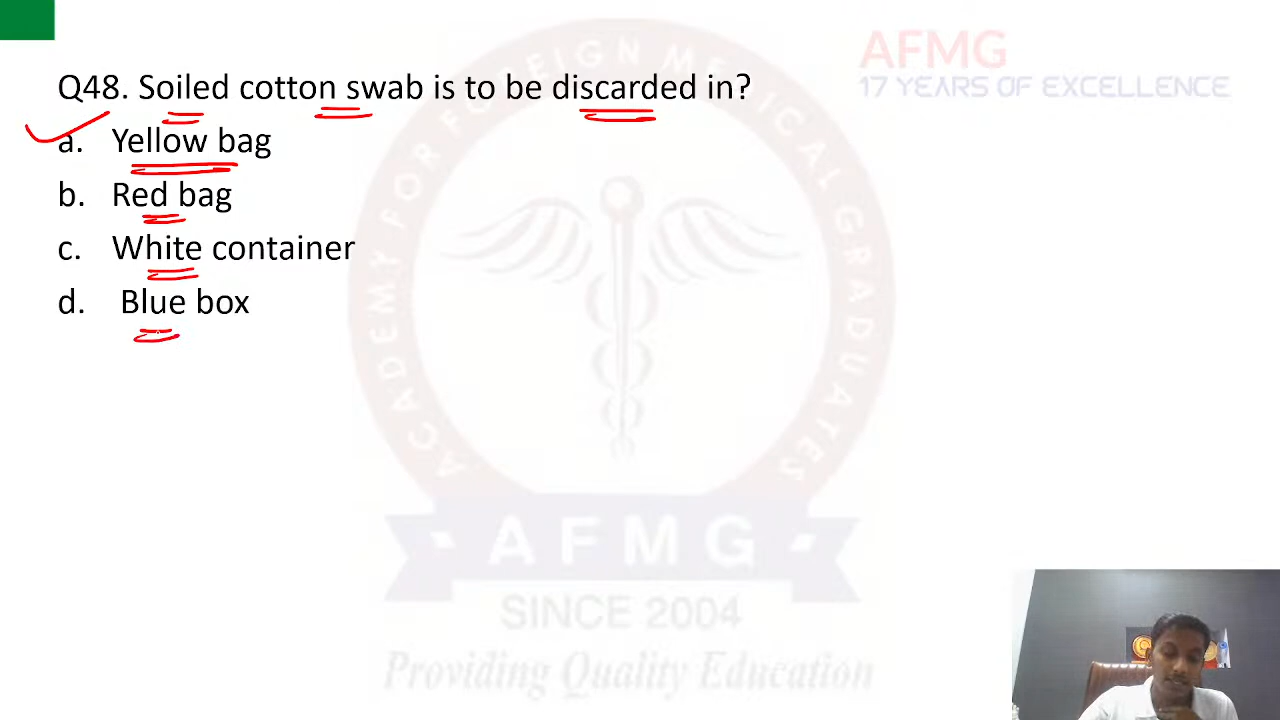 AFMG
17 YEARS OF EXCELLENCE
Q48. Soiled cotton swab is to be discarded in?
a. Yellow bag
b. Red bag
c. White container
d. Blue box
ACADEMY FOR FOREIGN MEDICAL GRADUATES
AFMG
SINCE 2004
Providing Quality Education